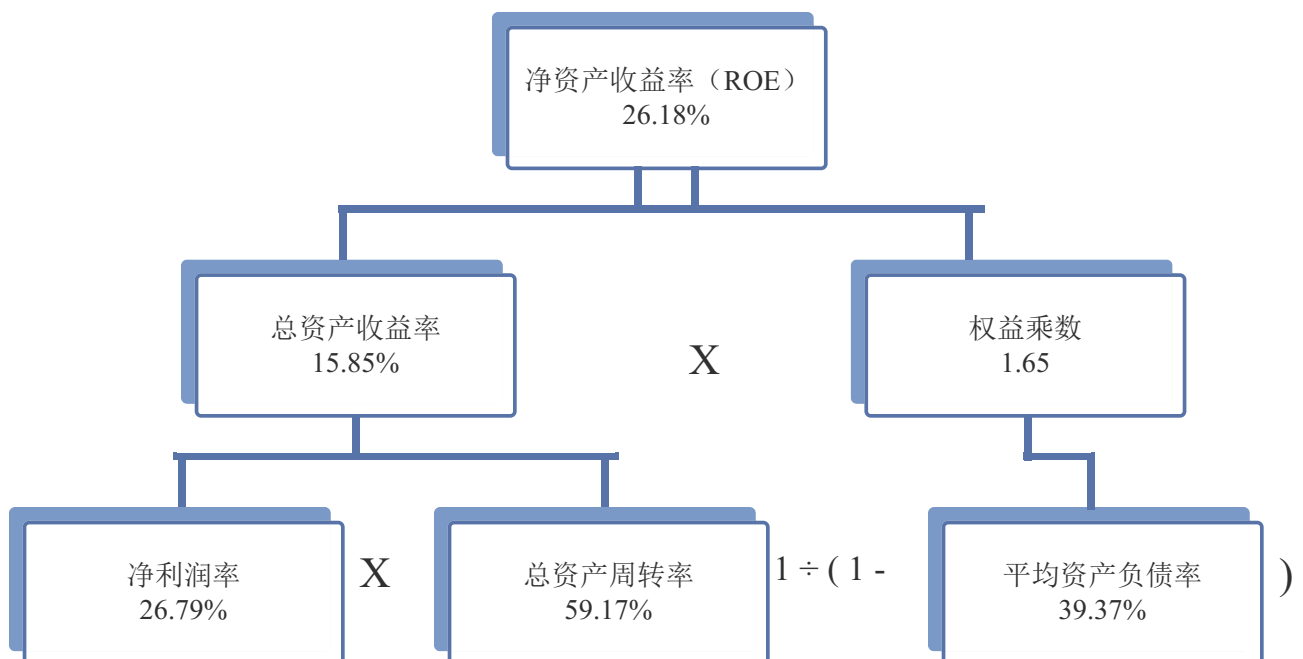 净资产收益率（ROE）
26.18%
总资产收益率
15.85%
X
权益乘数
1.65
净利润率
26.79%
X
总资产周转率
59.17%
1 ÷ ( 1 -
平均资产负债率
39.37%
)